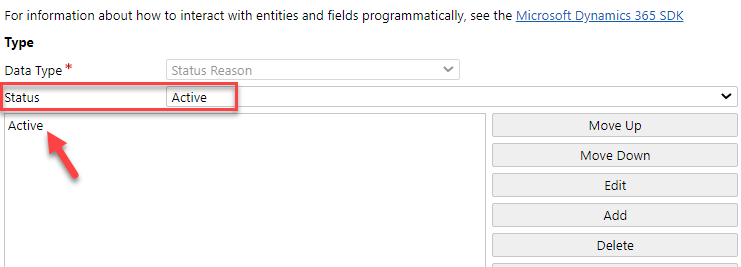 For information about how to interact with entities and fields programmatically, see the Microsoft Dynamics 365 SDK
Type
Data Type * Status Reason
Status Active
Active
Move Up
Move Down
Edit
Add
Delete